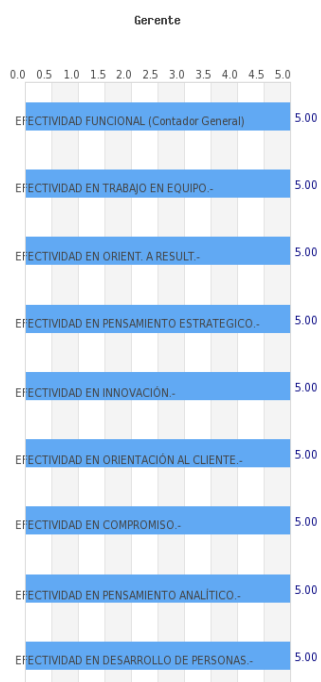 Gerente
0.0 0.5 1.0 1.5 2.0 2.5 3.0 3.5 4.0 4.5 5.0
EFECTIVIDAD FUNCIONAL (Contador General) 5.00
EFECTIVIDAD EN TRABAJO EN EQUIPO.- 5.00
EFECTIVIDAD EN ORIENT. A RESULT.- 5.00
EFECTIVIDAD EN PENSAMIENTO ESTRATEGICO.- 5.00
EFECTIVIDAD EN INNOVACIÓN.- 5.00
EFECTIVIDAD EN ORIENTACIÓN AL CLIENTE.- 5.00
EFECTIVIDAD EN COMPROMISO.- 5.00
EFECTIVIDAD EN PENSAMIENTO ANALÍTICO.- 5.00
EFECTIVIDAD EN DESARROLLO DE PERSONAS.- 5.00